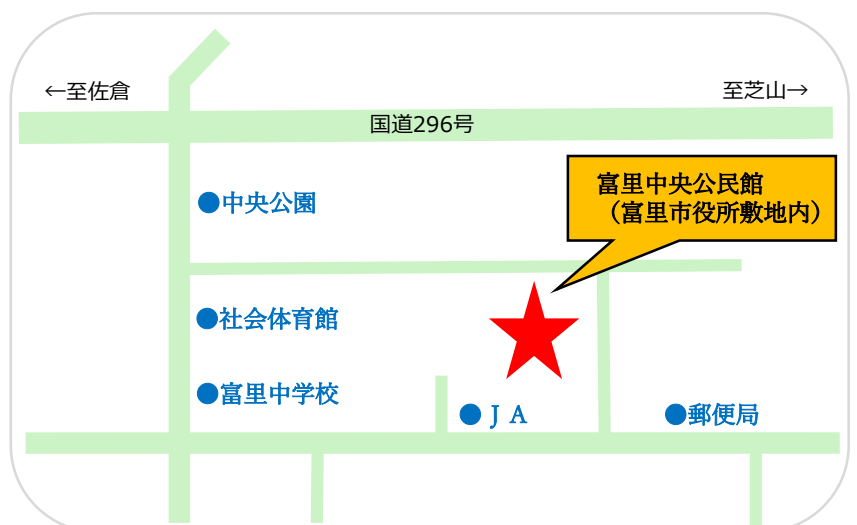 ←至佐倉
至芝山→
国道296号
富里中央公民館
（富里市役所敷地内）
●中央公園
●社会体育館
●富里中学校
●ＪＡ
●郵便局